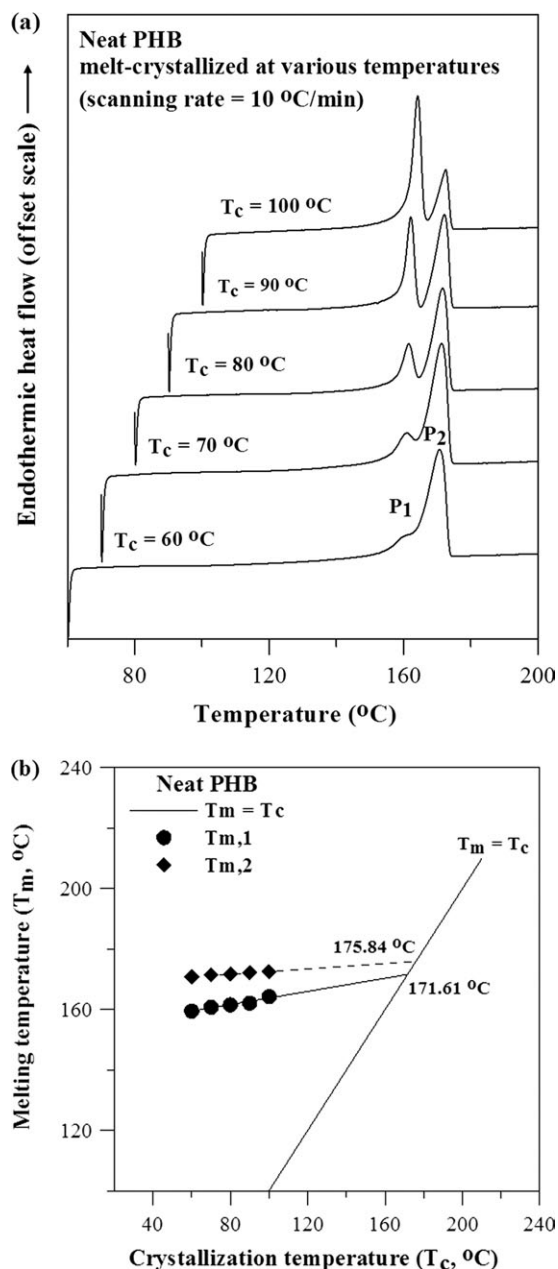 (a)
Neat PHB
melt-crystallized at various temperatures
(scanning rate = 10 °C/min)
Endothermic heat flow (offset scale)
Tc = 100 °C
Tc = 90 °C
Tc = 80 °C
Tc = 70 °C
P2
P1
Tc = 60 °C
80 120 160 200
Temperature (°C)
(b)
240
Neat PHB
Tm = Tc
Tm,1
Tm,2
Tm = Tc
200
175.84 °C
171.61 °C
160
120
Melting temperature (Tm, °C)
40 80 120 160 200 240
Crystallization temperature (Tc, °C)